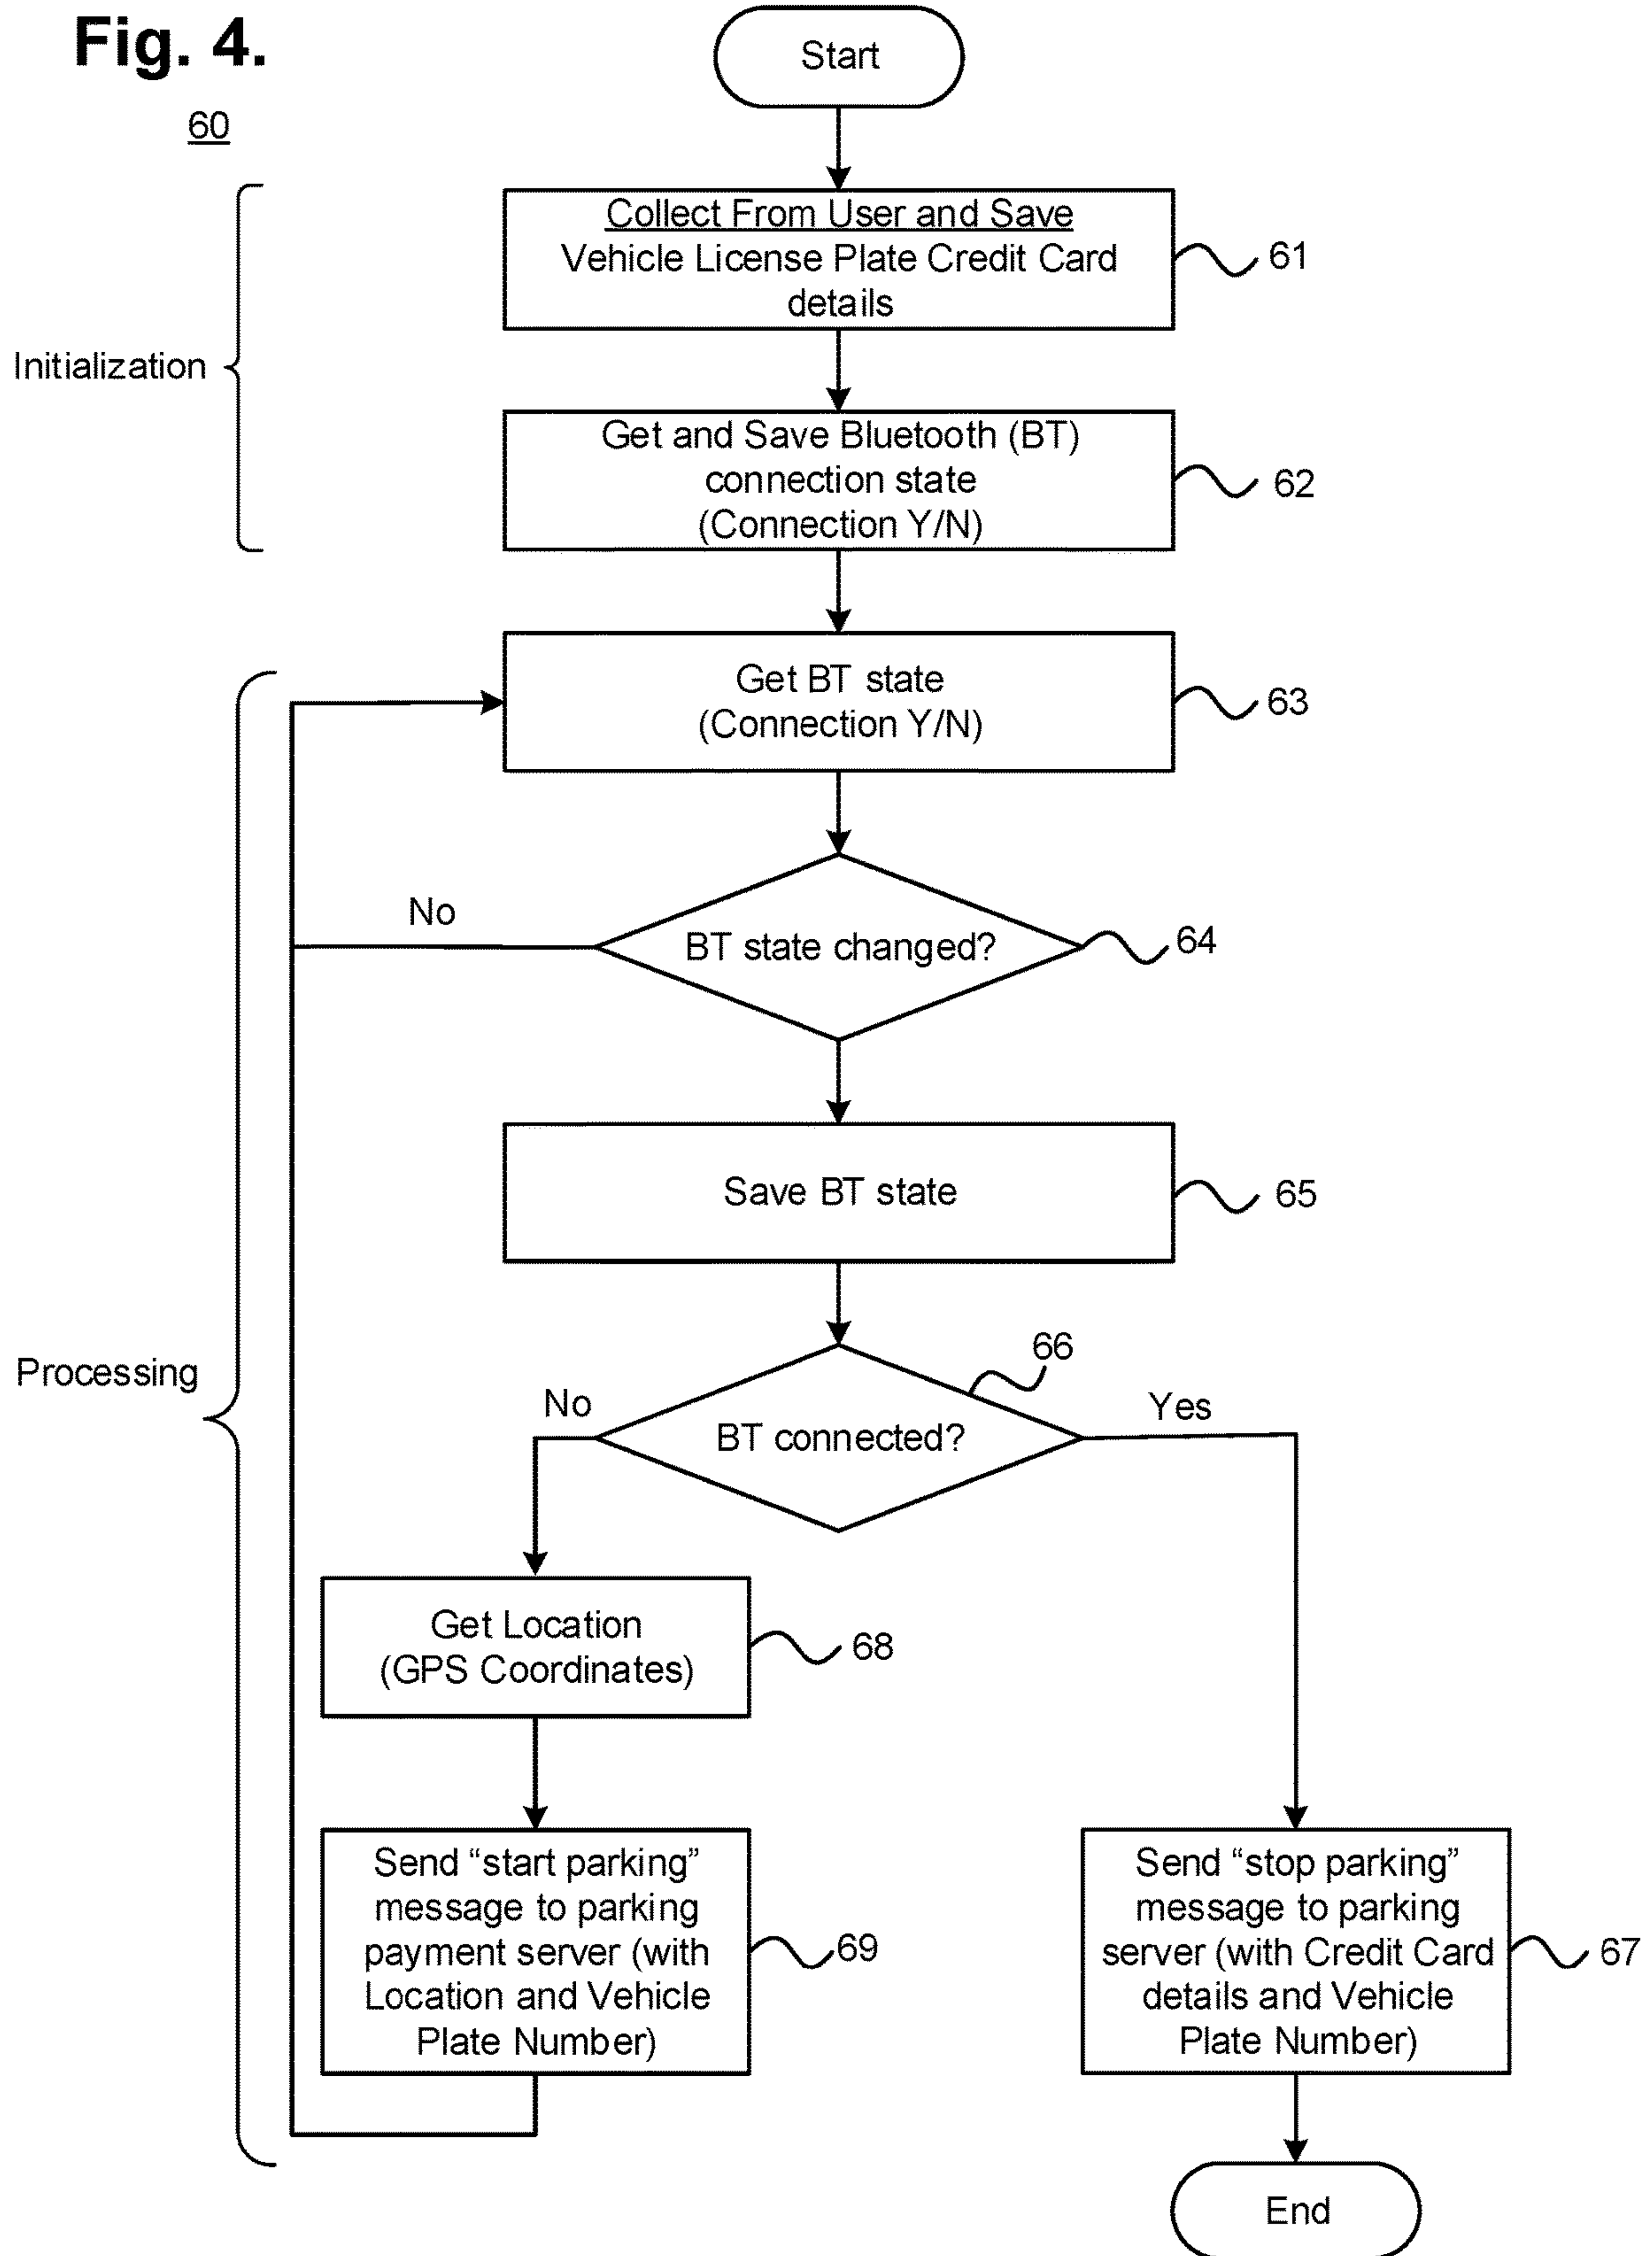 Fig. 4.
60
Start
Collect From User and Save
Vehicle License Plate Credit Card
details
61
Initialization
Get and Save Bluetooth (BT)
connection state
(Connection Y/N)
62
Get BT state
(Connection Y/N)
63
No
BT state changed?
64
Save BT state
65
Processing
66
No
BT connected?
Yes
Get Location
(GPS Coordinates)
68
Send “start parking”
message to parking
payment server (with
Location and Vehicle
Plate Number)
69
Send “stop parking”
message to parking
server (with Credit Card
details and Vehicle
Plate Number)
67
End